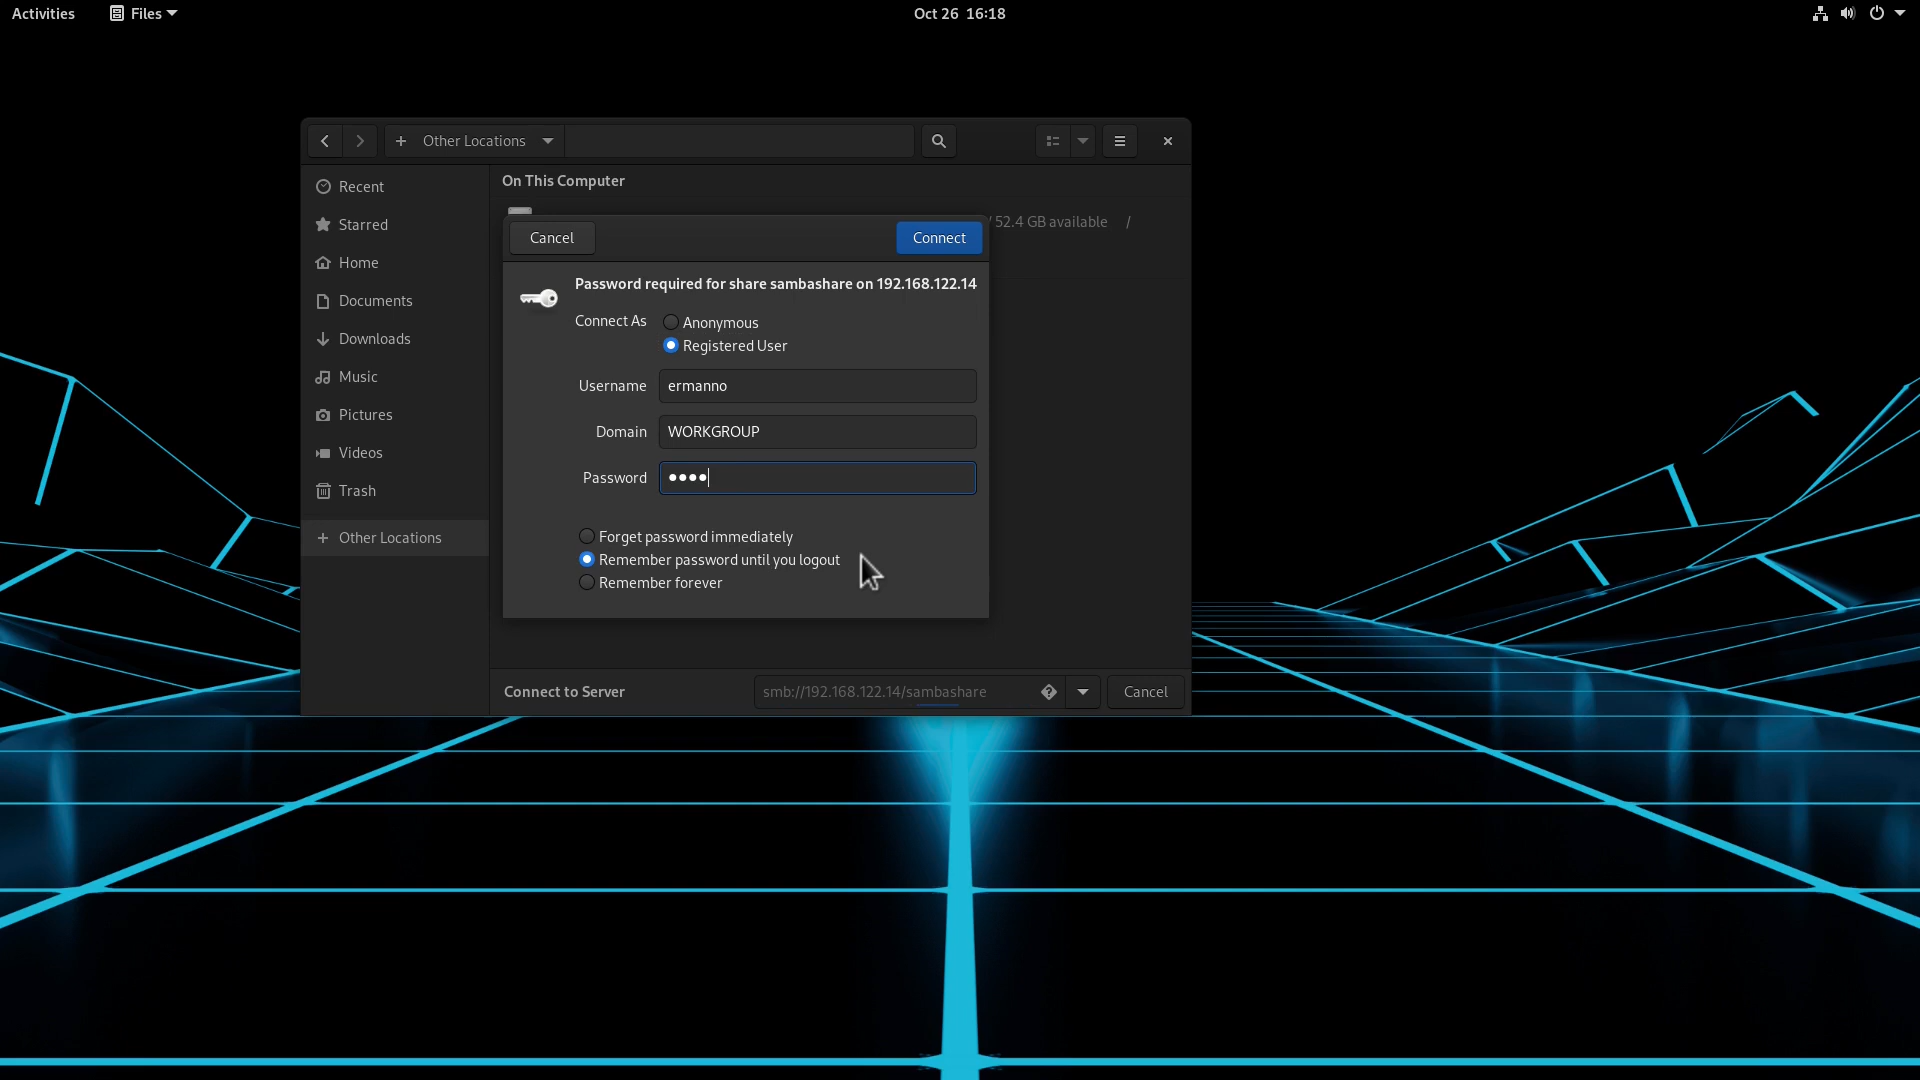 Activities Files Oct 26 16:18
Other Locations
On This Computer
Recent
/ 52.4 GB available /
Starred
Cancel Connect
Home
Password required for share sambashare on 192.168.122.14
Documents
Connect As Anonymous
Downloads
Registered User
Music
Username ermanno
Pictures
Domain WORKGROUP
Videos
Password ••••
Trash
Forget password immediately
Other Locations
Remember password until you logout
Remember forever
Connect to Server smb://192.168.122.14/sambashare Cancel